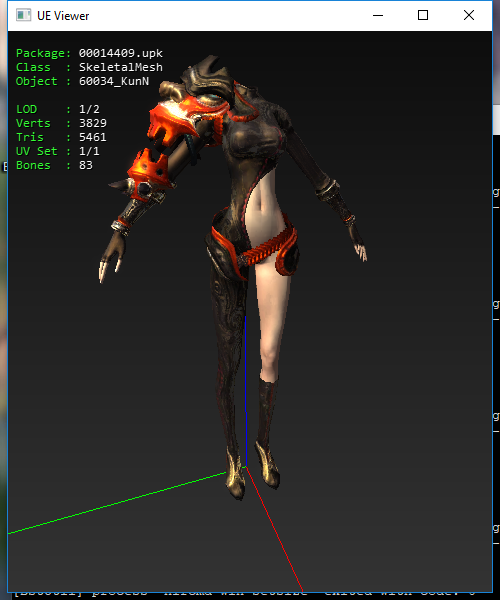 UE Viewer
Package: 00014409.upk
Class : SkeletalMesh
Object : 60034_KunN
LOD : 1/2
Verts : 3829
Tris : 5461
UV Set : 1/1
Bones : 83